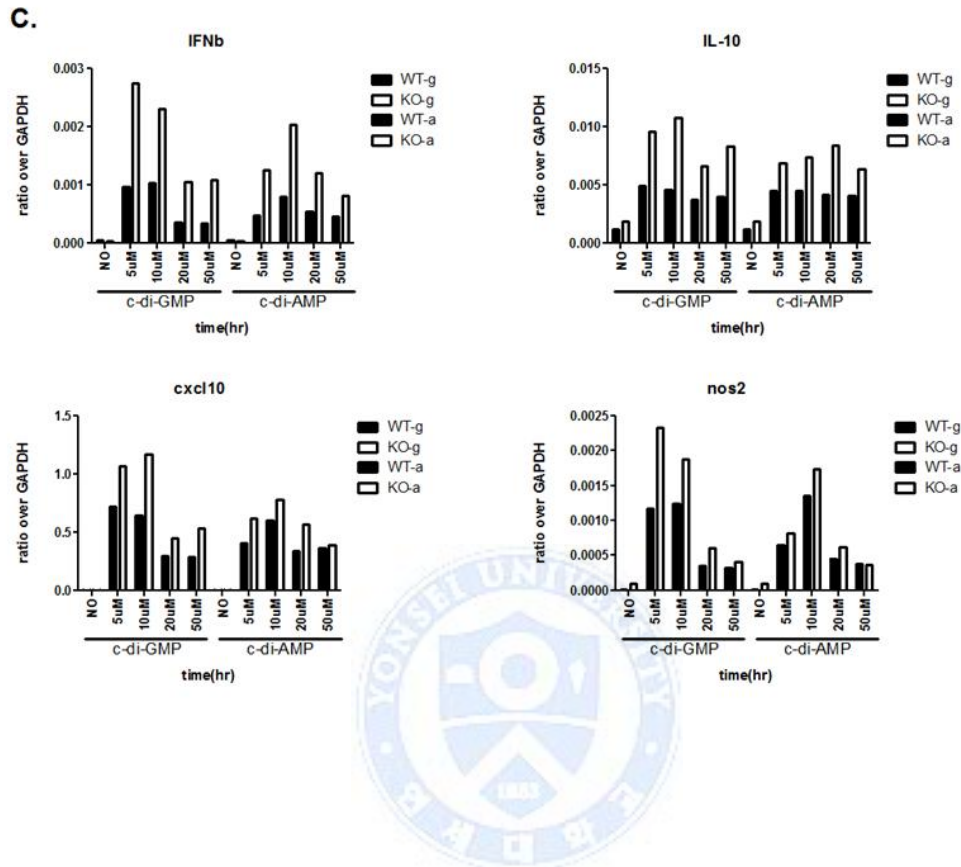 C.
IFNb
ratio over GAPDH
0.003
0.002
0.001
0.000
NO
5uM
10uM
20uM
50uM
NO
5uM
10uM
20uM
50uM
c-di-GMP
c-di-AMP
time(hr)
WT-g
KO-g
WT-a
KO-a
IL-10
ratio over GAPDH
0.015
0.010
0.005
0.000
NO
5uM
10uM
20uM
50uM
NO
5uM
10uM
20uM
50uM
c-di-GMP
c-di-AMP
time(hr)
WT-g
KO-g
WT-a
KO-a
cxcl10
ratio over GAPDH
1.5
1.0
0.5
0.0
NO
5uM
10uM
20uM
50uM
NO
5uM
10uM
20uM
50uM
c-di-GMP
c-di-AMP
time(hr)
WT-g
KO-g
WT-a
KO-a
nos2
ratio over GAPDH
0.0025
0.0020
0.0015
0.0010
0.0005
0.0000
NO
5uM
10uM
20uM
50uM
NO
5uM
10uM
20uM
50uM
c-di-GMP
c-di-AMP
time(hr)
WT-g
KO-g
WT-a
KO-a
YONSEI UNIVERSITY
1885